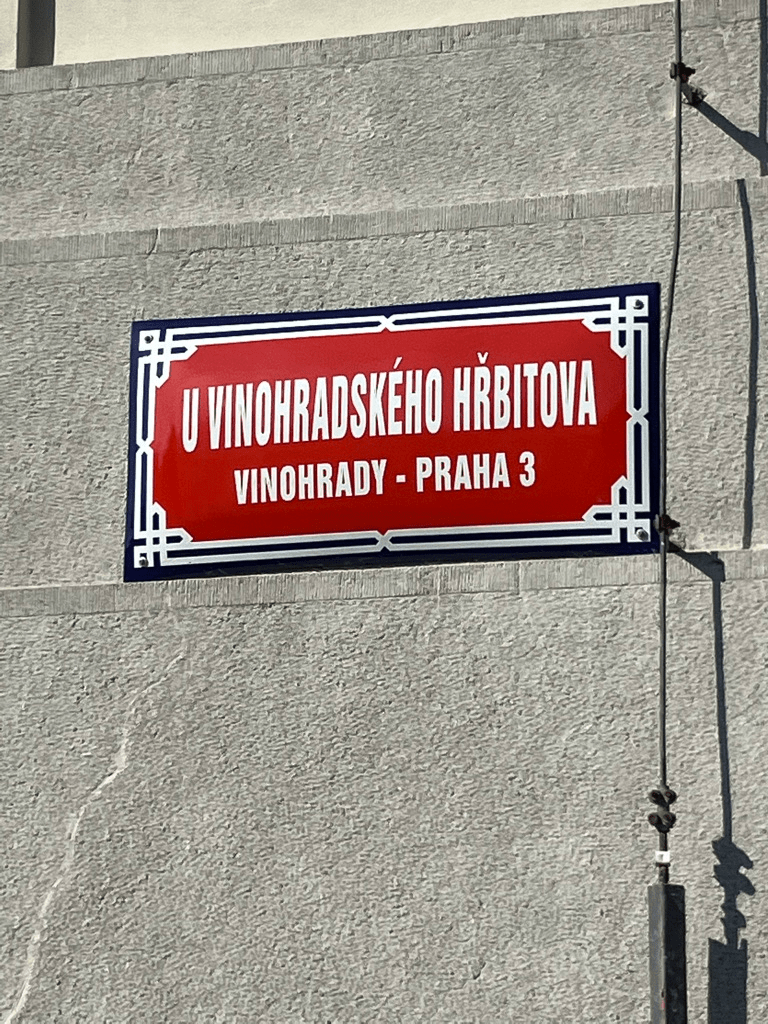 U VINOHRADSKÉHO HŘBITOVA
VINOHRADY - PRAHA 3